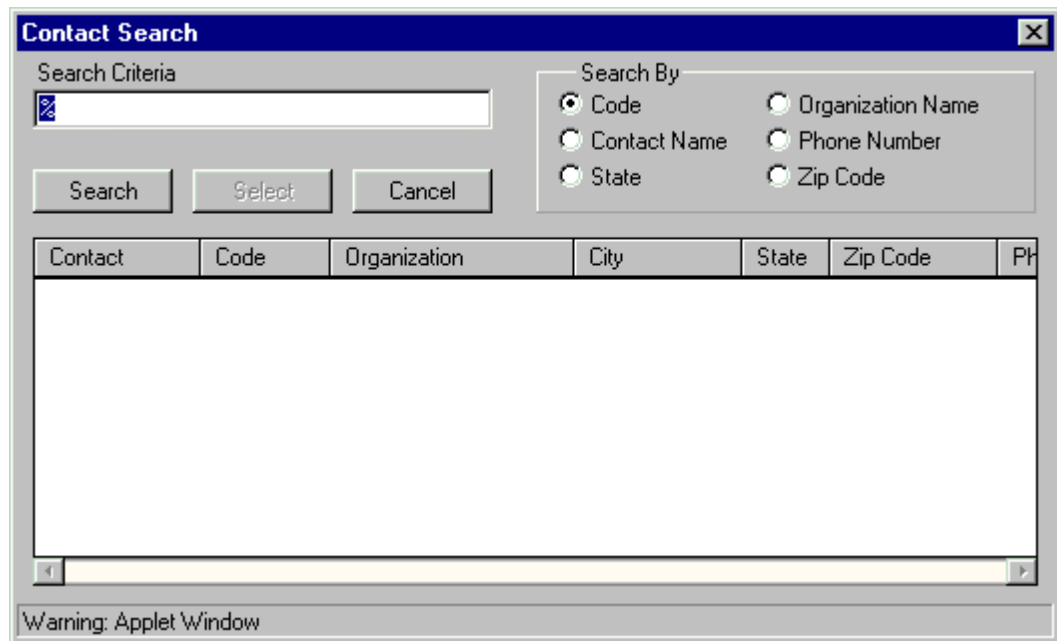 Contact Search
Search Criteria
%
Search Select Cancel
Search By
Code Organization Name
Contact Name Phone Number
State Zip Code
Contact Code Organization City State Zip Code Ph
Warning: Applet Window